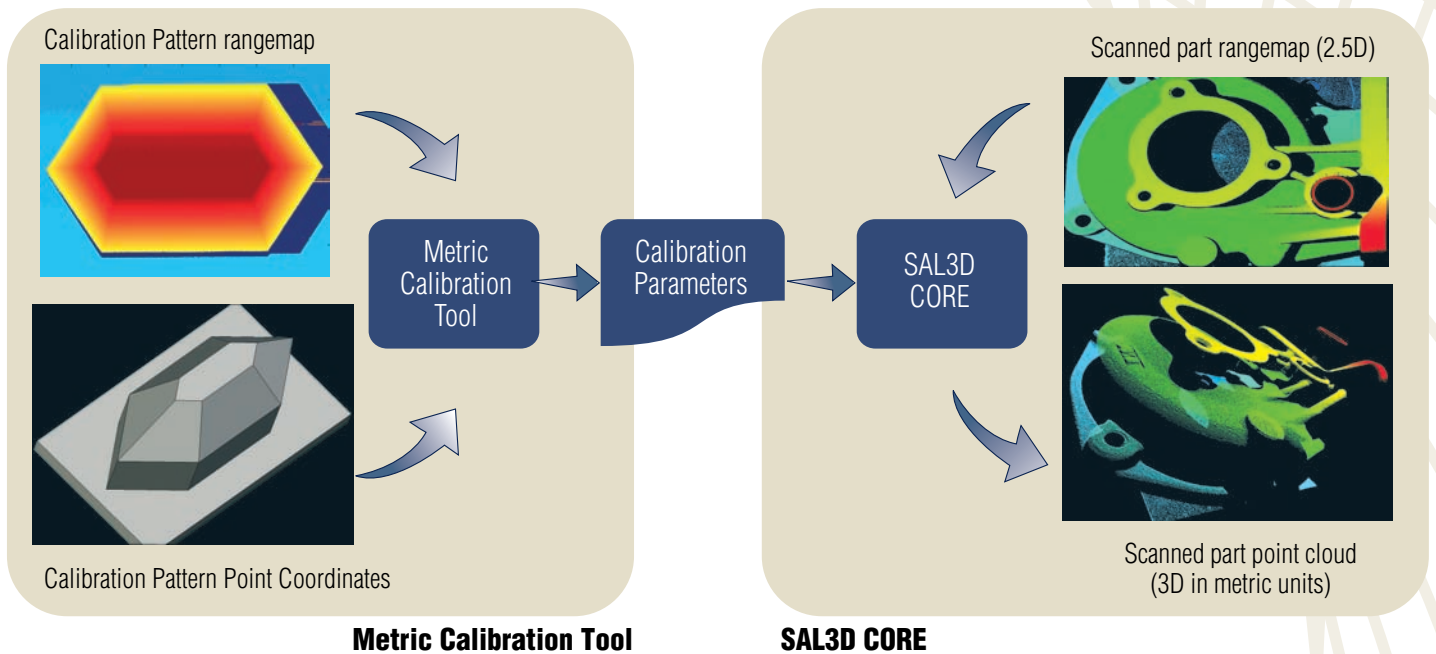 Calibration Pattern rangemap
Scanned part rangemap (2.5D)
Metric
Calibration
Tool
Calibration
Parameters
SAL3D
CORE
Calibration Pattern Point Coordinates
Scanned part point cloud
(3D in metric units)
Metric Calibration Tool
SAL3D CORE